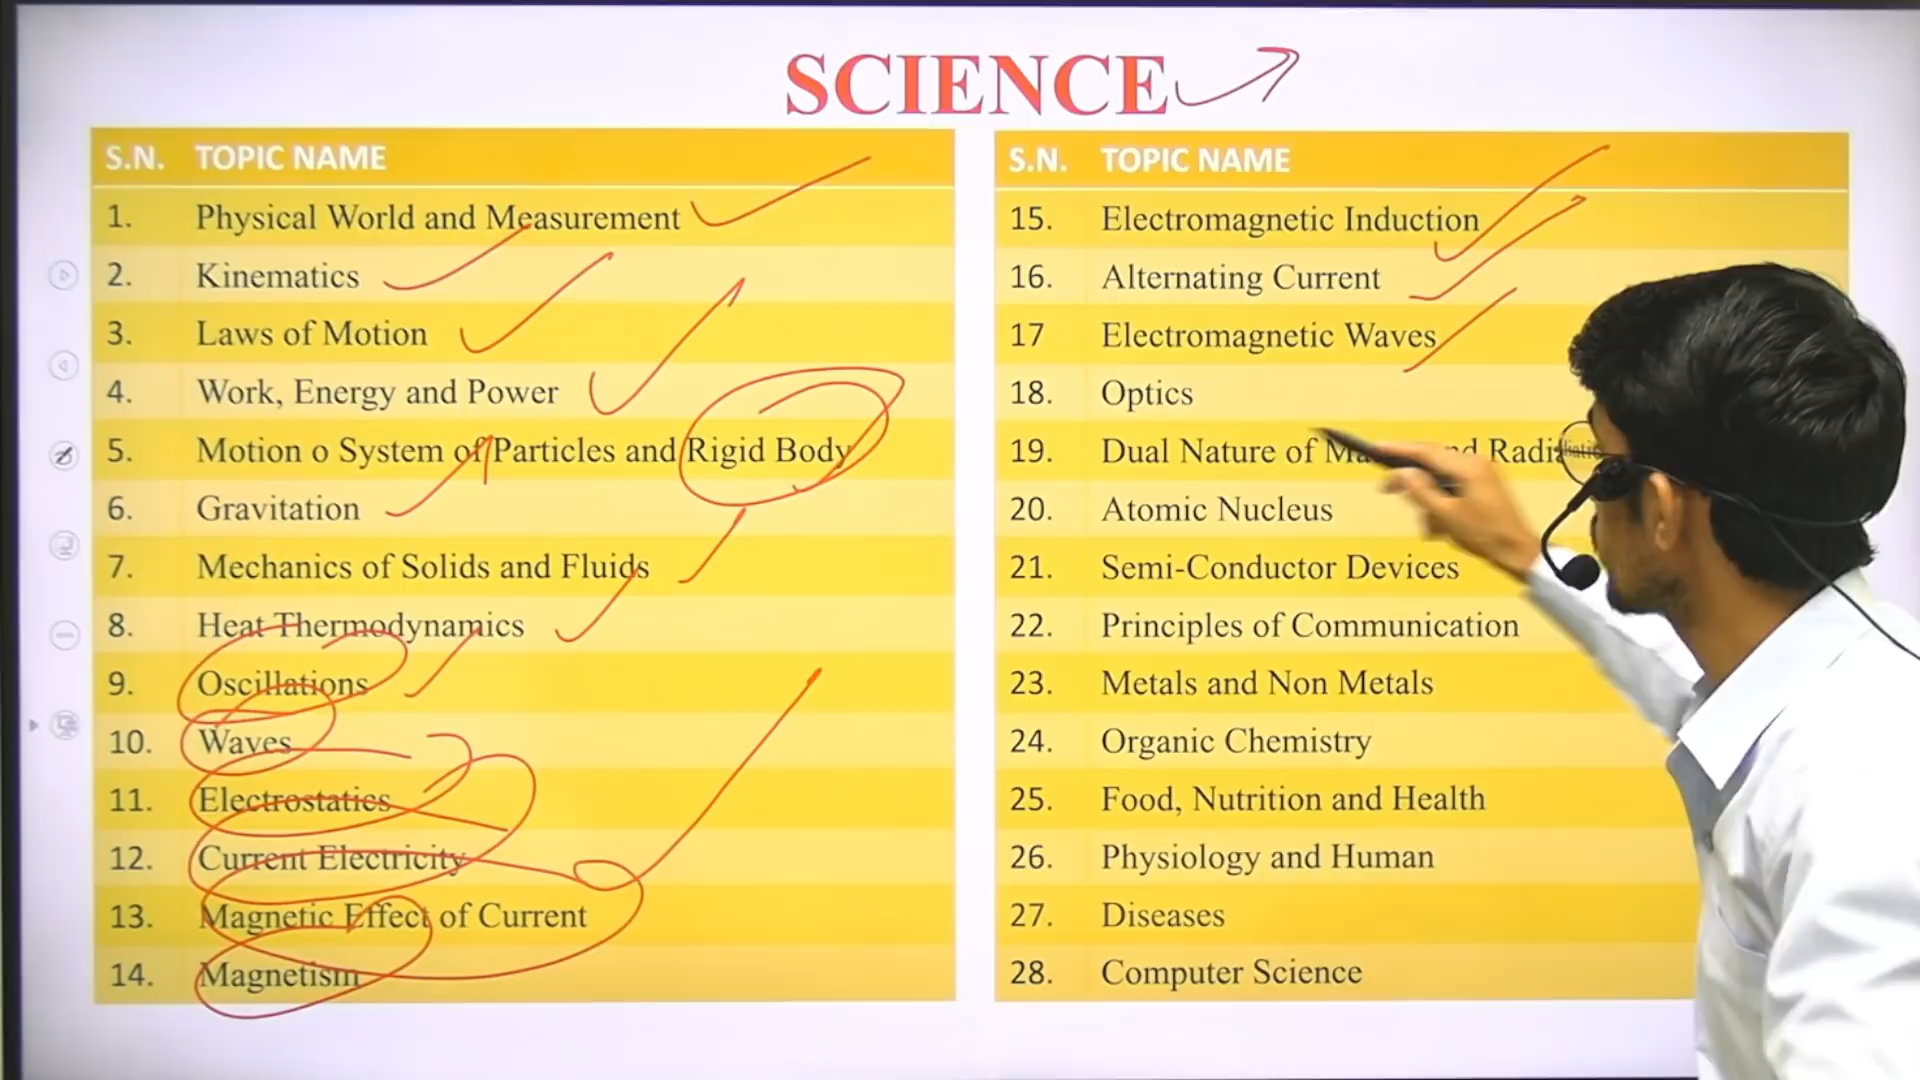 SCIENCE
S.N. TOPIC NAME
1. Physical World and Measurement
2. Kinematics
3. Laws of Motion
4. Work, Energy and Power
5. Motion o System of Particles and Rigid Body
6. Gravitation
7. Mechanics of Solids and Fluids
8. Heat Thermodynamics
9. Oscillations
10. Waves
11. Electrostatics
12. Current Electricity
13. Magnetic Effect of Current
14. Magnetism
S.N. TOPIC NAME
15. Electromagnetic Induction
16. Alternating Current
17 Electromagnetic Waves
18. Optics
19. Dual Nature of
20. Atomic Nucleus
21. Semi-Conductor Devices
22. Principles of Communication
23. Metals and Non Metals
24. Organic Chemistry
25. Food, Nutrition and Health
26. Physiology and Human
27. Diseases
28. Computer Science